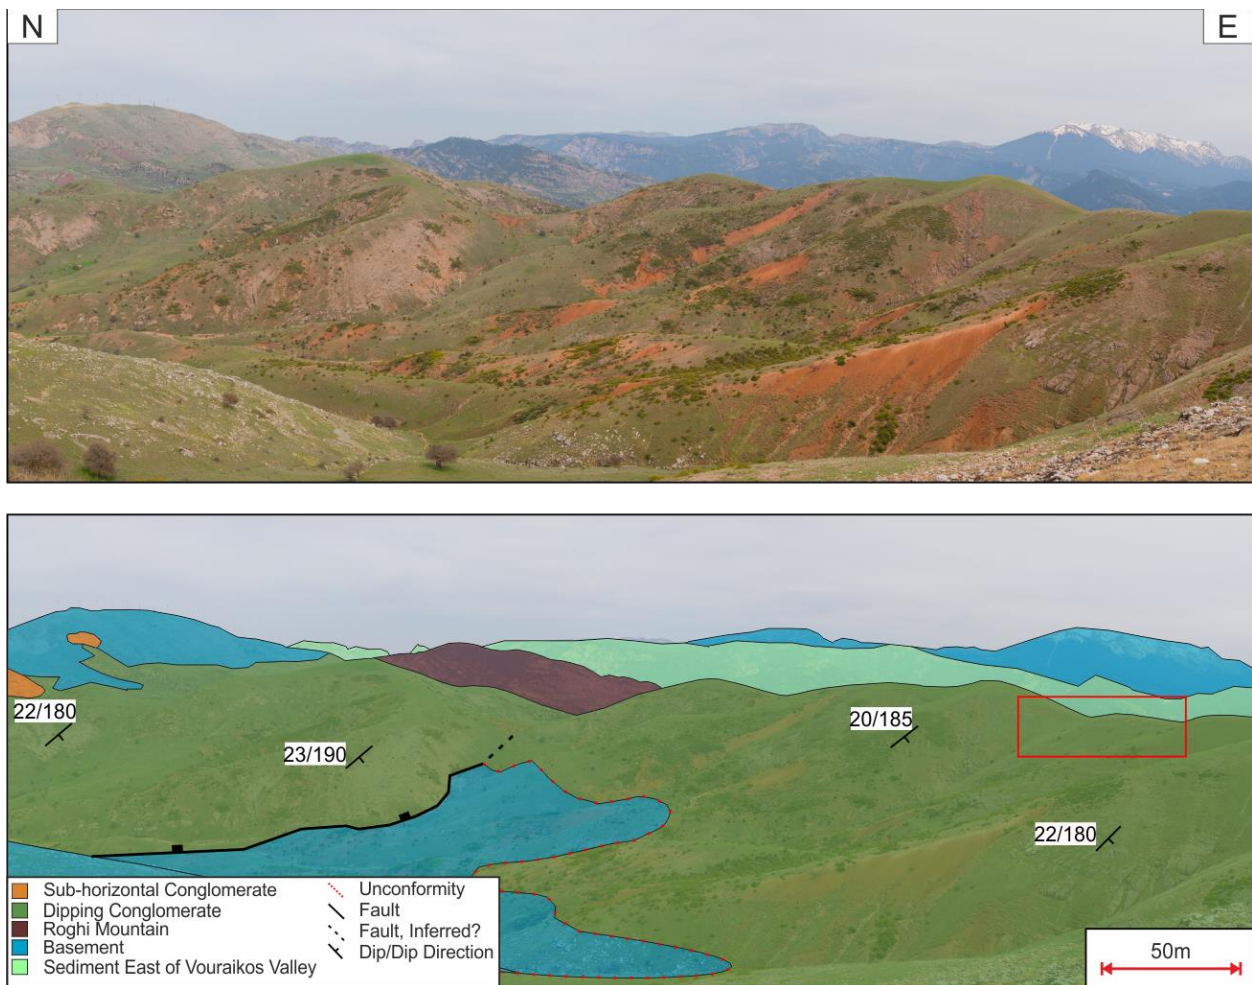 N
E
22/180
23/190
20/185
22/180
Sub-horizontal Conglomerate
Dipping Conglomerate
Roghi Mountain
Basement
Sediment East of Vouraikos Valley
Unconformity
Fault
Fault, Inferred?
Dip/Dip Direction
50m